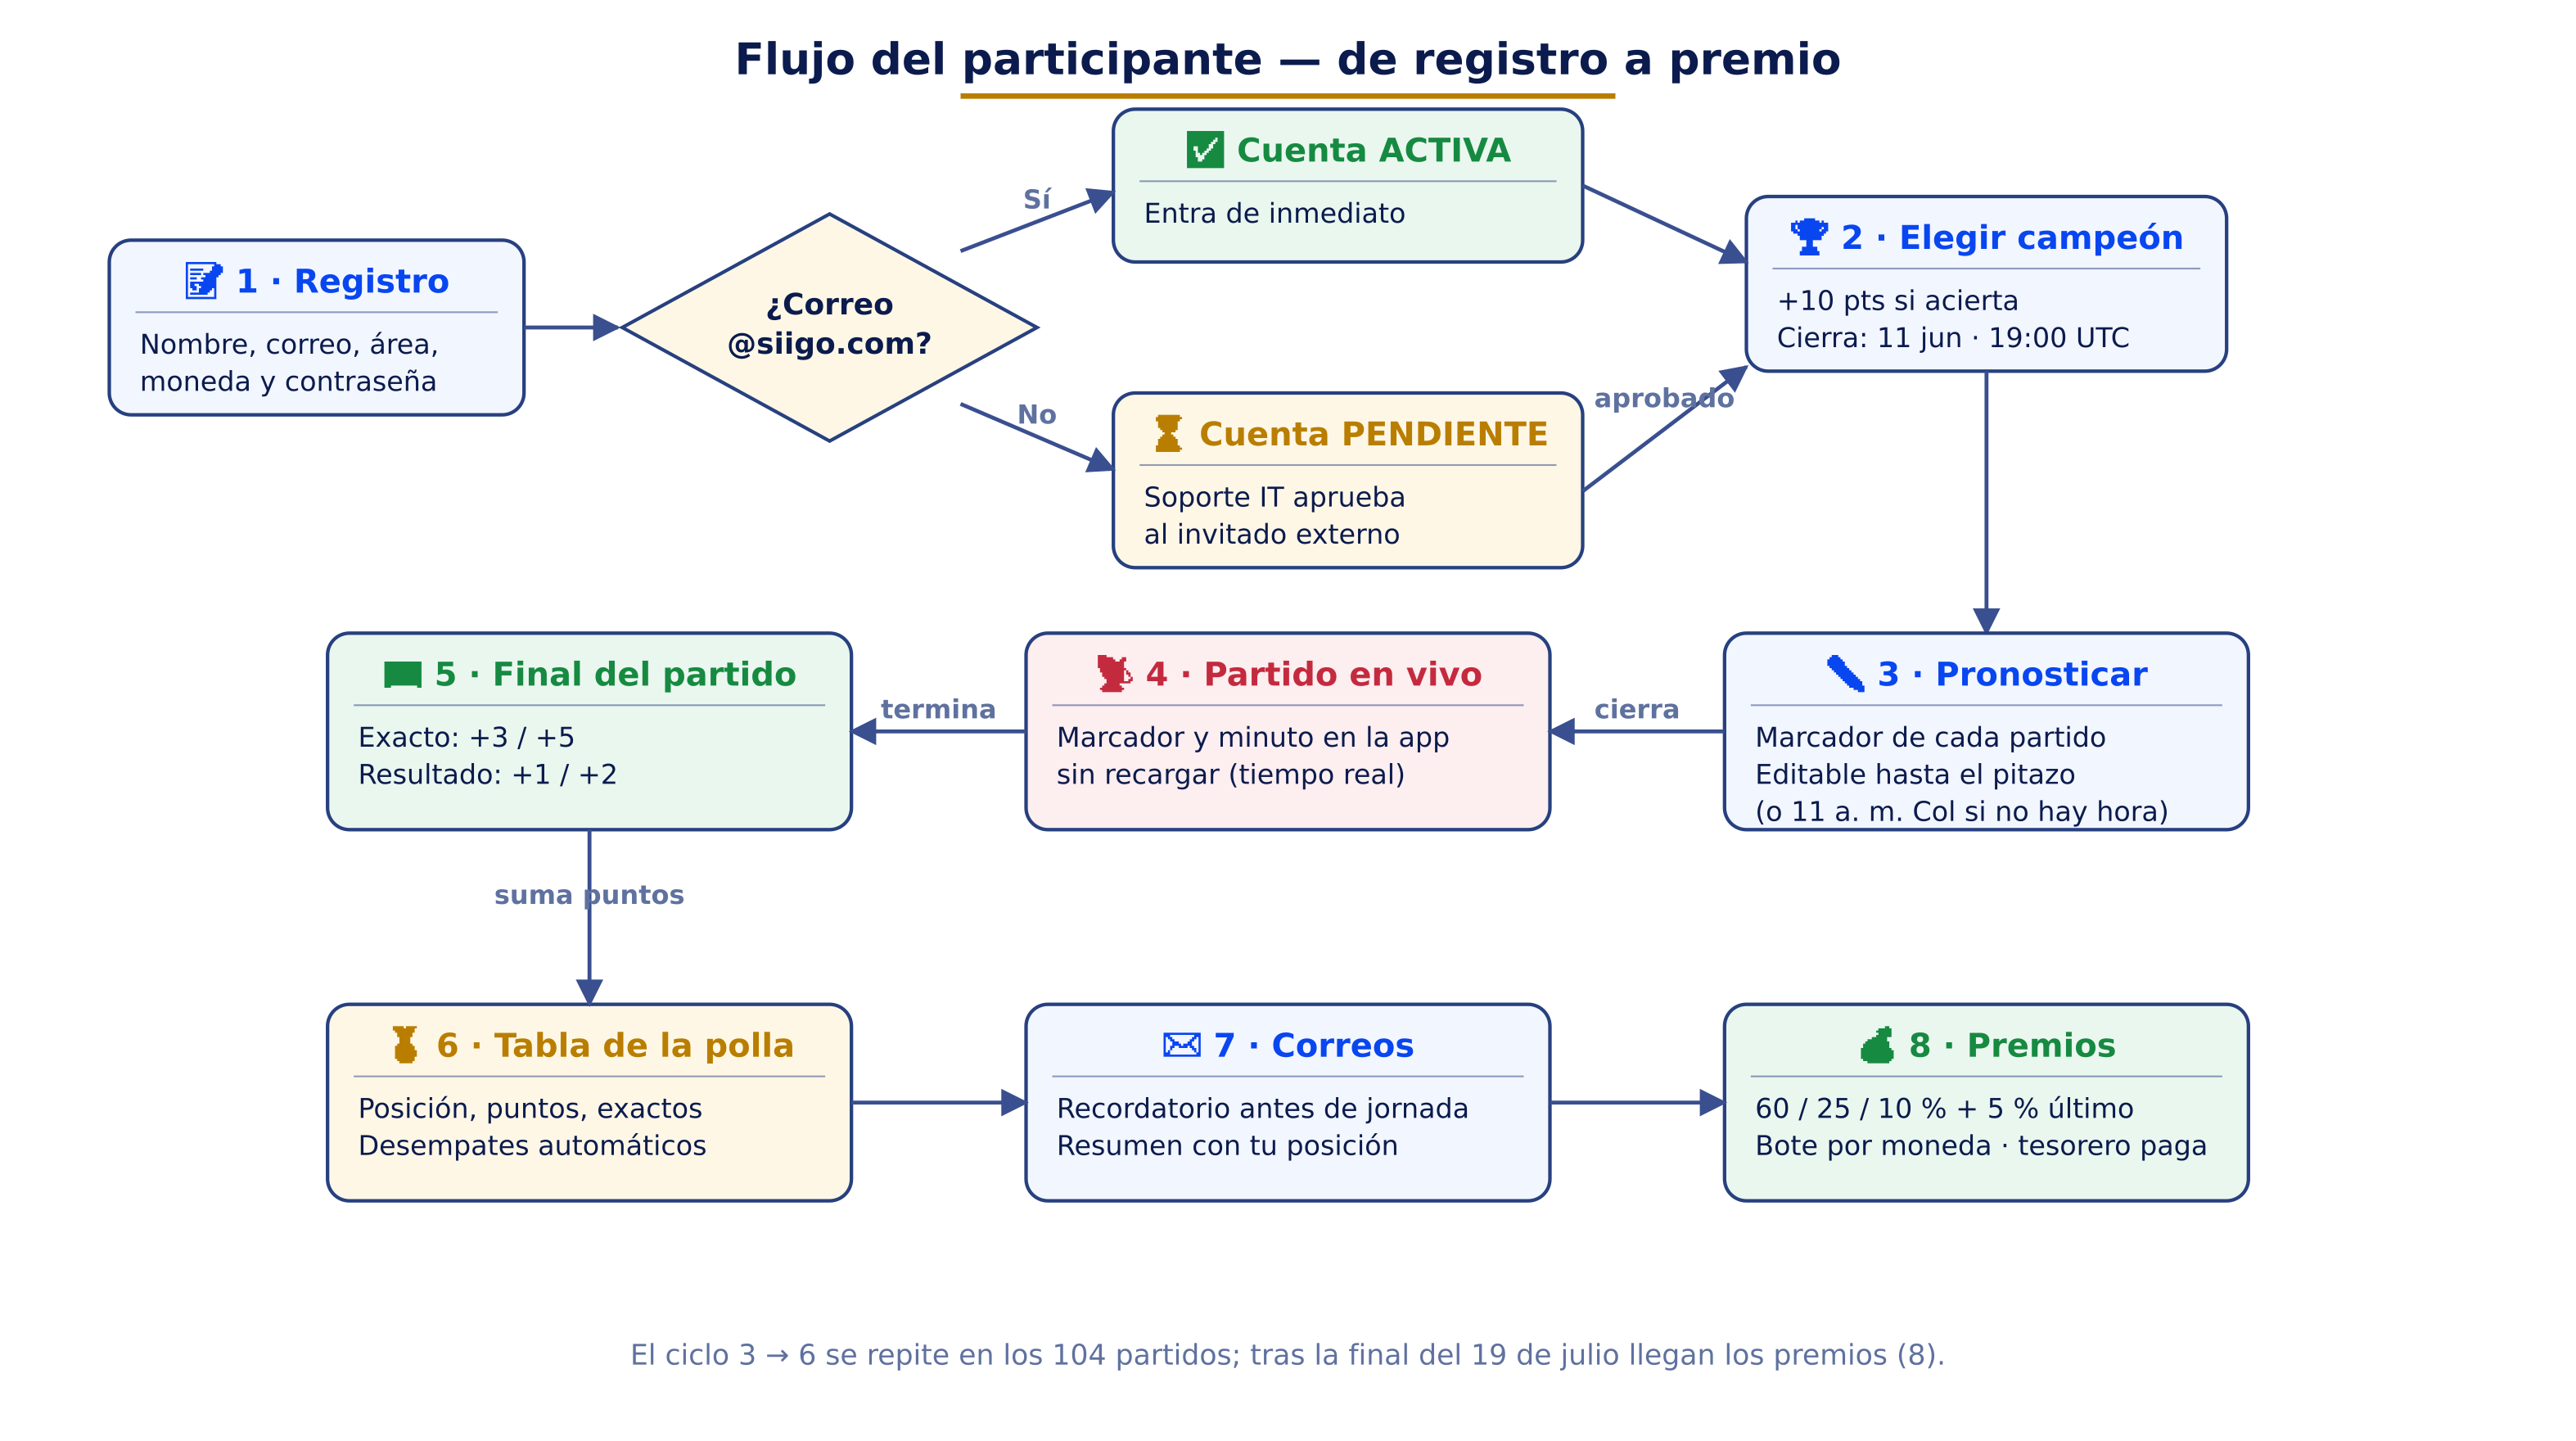 Flujo del participante — de registro a premio
✅ Cuenta ACTIVA
Entra de inmediato
📝 1 · Registro
Nombre, correo, área,
moneda y contraseña
¿Correo
@siigo.com?
Sí
No
⏳ Cuenta PENDIENTE
Soporte IT aprueba
al invitado externo
aprobado
🏆 2 · Elegir campeón
+10 pts si acierta
Cierra: 11 jun · 19:00 UTC
3 · Pronosticar
Marcador de cada partido
Editable hasta el pitazo
(o 11 a. m. Col si no hay hora)
cierra
4 · Partido en vivo
Marcador y minuto en la app
sin recargar (tiempo real)
termina
5 · Final del partido
Exacto: +3 / +5
Resultado: +1 / +2
suma puntos
6 · Tabla de la polla
Posición, puntos, exactos
Desempates automáticos
7 · Correos
Recordatorio antes de jornada
Resumen con tu posición
8 · Premios
60 / 25 / 10 % + 5 % último
Bote por moneda · tesorero paga
El ciclo 3 → 6 se repite en los 104 partidos; tras la final del 19 de julio llegan los premios (8).